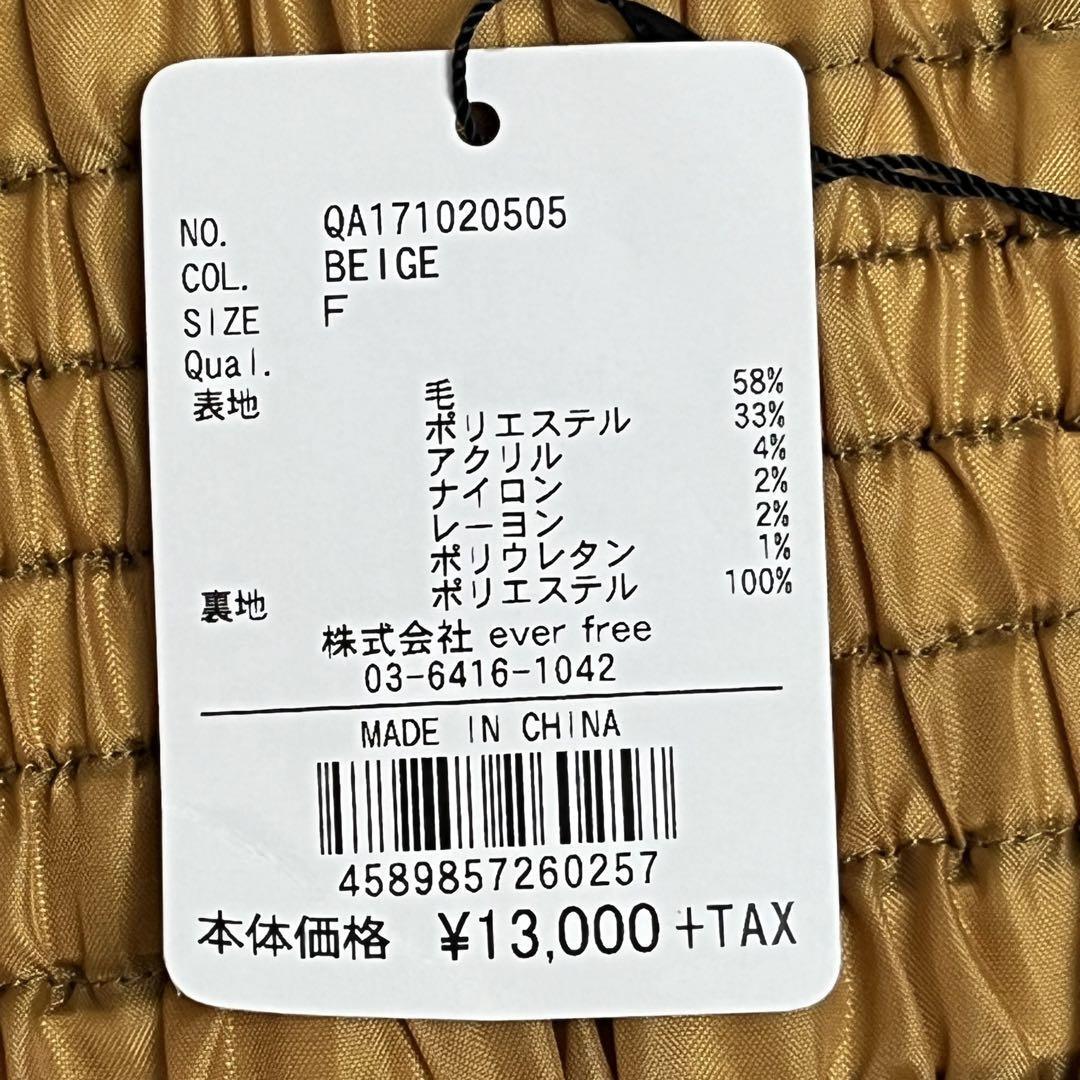 NO. QA171020505
COL. BEIGE
SIZE F
Qual.
表地 毛 58%
ポリエステル 33%
アクリル 4%
ナイロン 2%
レーヨン 2%
ポリウレタン 1%
裏地 ポリエステル 100%
株式会社 ever free
03-6416-1042
MADE IN CHINA
4589857260257
本体価格 ¥13,000 +TAX